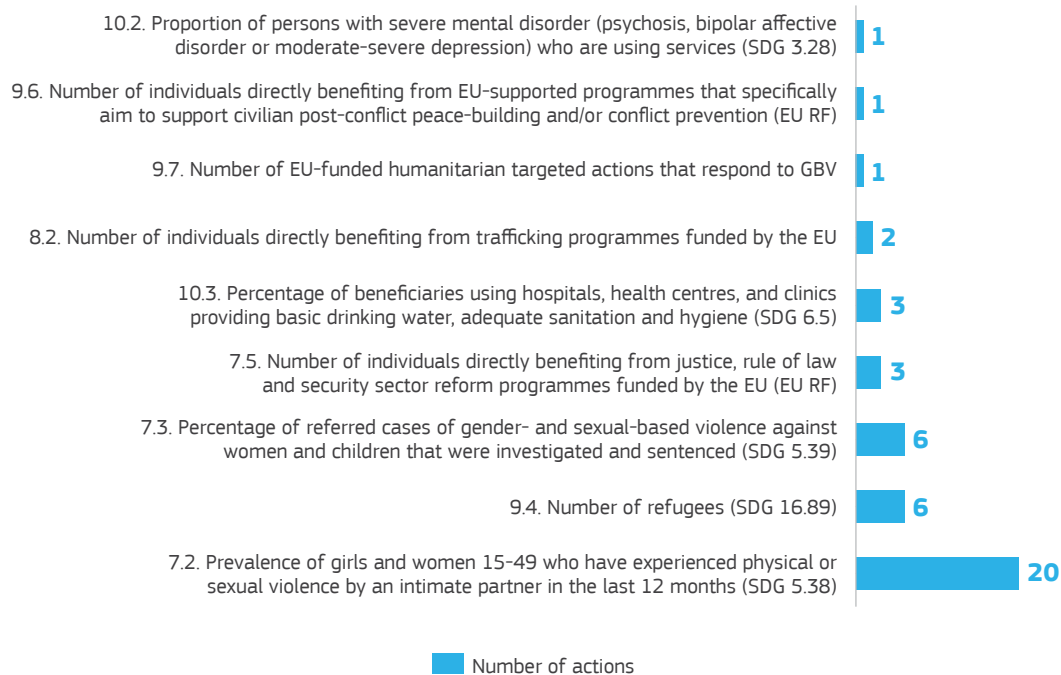 10.2. Proportion of persons with severe mental disorder (psychosis, bipolar affective
disorder or moderate-severe depression) who are using services (SDG 3.28)
1
9.6. Number of individuals directly benefiting from EU-supported programmes that specifically
aim to support civilian post-conflict peace-building and/or conflict prevention (EU RF)
1
9.7. Number of EU-funded humanitarian targeted actions that respond to GBV
1
8.2. Number of individuals directly benefiting from trafficking programmes funded by the EU
2
10.3. Percentage of beneficiaries using hospitals, health centres, and clinics
providing basic drinking water, adequate sanitation and hygiene (SDG 6.5)
3
7.5. Number of individuals directly benefiting from justice, rule of law
and security sector reform programmes funded by the EU (EU RF)
3
7.3. Percentage of referred cases of gender- and sexual-based violence against
women and children that were investigated and sentenced (SDG 5.39)
6
9.4. Number of refugees (SDG 16.89)
6
7.2. Prevalence of girls and women 15-49 who have experienced physical or
sexual violence by an intimate partner in the last 12 months (SDG 5.38)
20
Number of actions